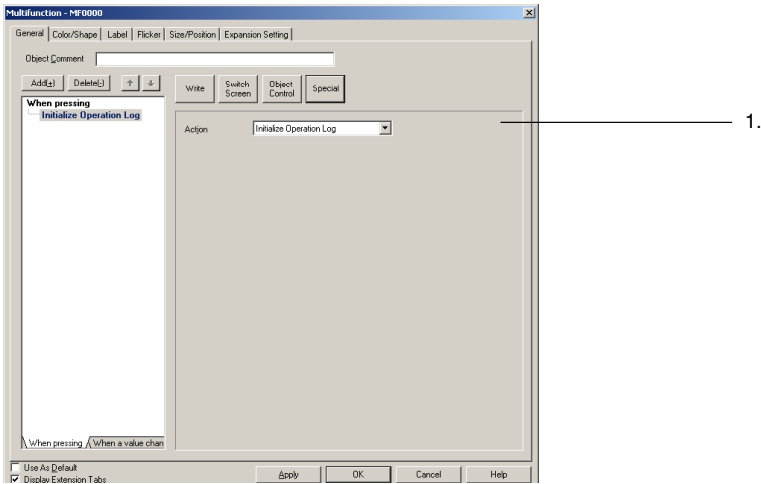 Multifunction - MF0000
General Color/Shape Label Flicker Size/Position Expansion Setting
Object Comment
Add(+) Delete(-)
Write Switch Screen Object Control Special
When pressing
Initialize Operation Log
Action Initialize Operation Log
1.
When pressing When a value chan
Use As Default
Display Extension Tabs
Apply OK Cancel Help